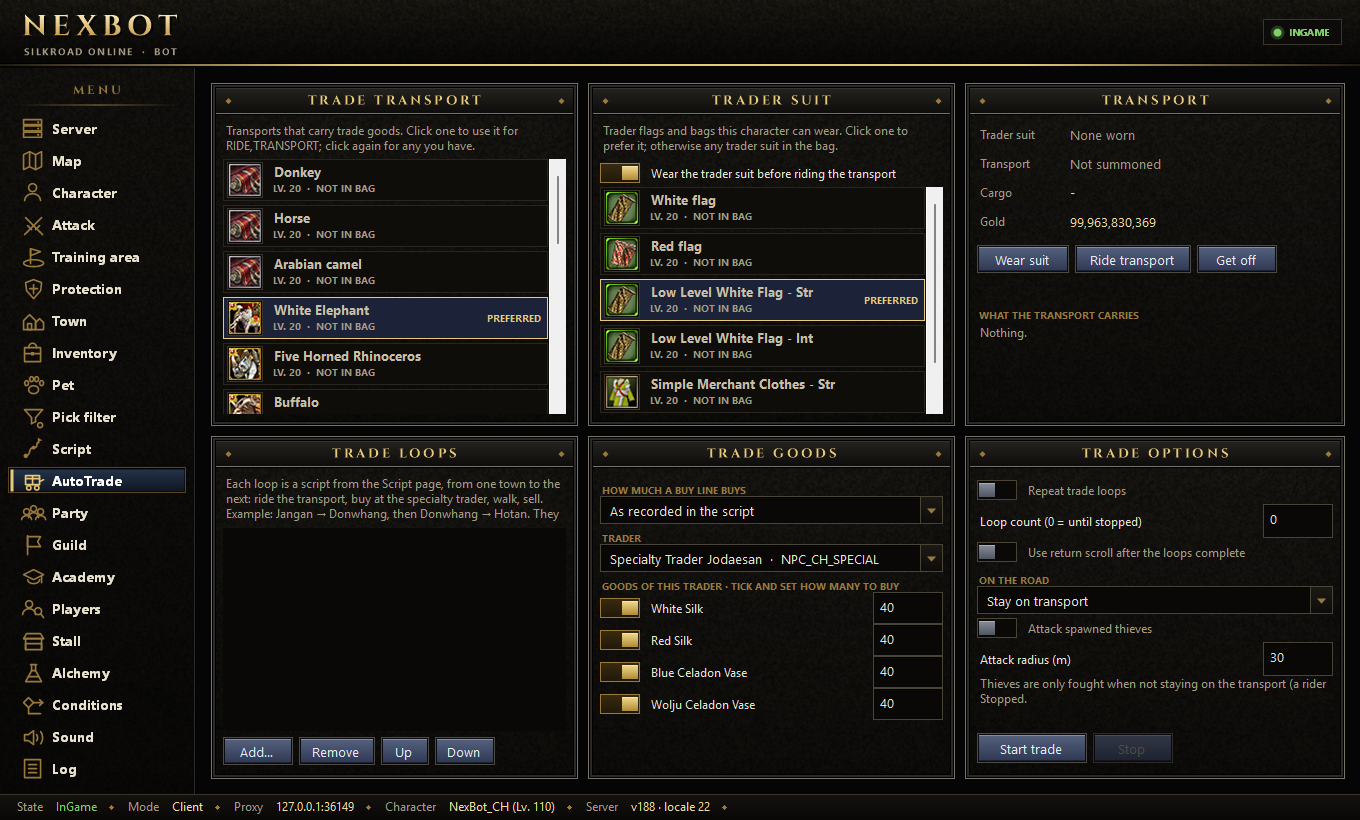 NEXBOT
SILKROAD ONLINE · BOT
INGAME
MENU
Server
Map
Character
Attack
Training area
Protection
Town
Inventory
Pet
Pick filter
Script
AutoTrade
Party
Guild
Academy
Players
Stall
Alchemy
Conditions
Sound
Log
TRADE TRANSPORT
Transports that carry trade goods. Click one to use it for
RIDE,TRANSPORT; click again for any you have.
Donkey
LV. 20 · NOT IN BAG
Horse
LV. 20 · NOT IN BAG
Arabian camel
LV. 20 · NOT IN BAG
White Elephant
LV. 20 · NOT IN BAG
PREFERRED
Five Horned Rhinoceros
LV. 20 · NOT IN BAG
Buffalo
TRADER SUIT
Trader flags and bags this character can wear. Click one to
prefer it; otherwise any trader suit in the bag.
Wear the trader suit before riding the transport
White flag
LV. 20 · NOT IN BAG
Red flag
LV. 20 · NOT IN BAG
Low Level White Flag - Str
LV. 20 · NOT IN BAG
PREFERRED
Low Level White Flag - Int
LV. 20 · NOT IN BAG
Simple Merchant Clothes - Str
LV. 20 · NOT IN BAG
TRANSPORT
Trader suit None worn
Transport Not summoned
Cargo -
Gold 99,963,830,369
Wear suit Ride transport Get off
WHAT THE TRANSPORT CARRIES
Nothing.
TRADE LOOPS
Each loop is a script from the Script page, from one town to the
next: ride the transport, buy at the specialty trader, walk, sell.
Example: Jangan → Donwhang, then Donwhang → Hotan. They
Add... Remove Up Down
TRADE GOODS
HOW MUCH A BUY LINE BUYS
As recorded in the script
TRADER
Specialty Trader Jodaesan · NPC_CH_SPECIAL
GOODS OF THIS TRADER · TICK AND SET HOW MANY TO BUY
White Silk 40
Red Silk 40
Blue Celadon Vase 40
Wolju Celadon Vase 40
TRADE OPTIONS
Repeat trade loops
Loop count (0 = until stopped) 0
Use return scroll after the loops complete
ON THE ROAD
Stay on transport
Attack spawned thieves
Attack radius (m) 30
Thieves are only fought when not staying on the transport (a rider
Stopped.
Start trade Stop
State InGame Mode Client Proxy 127.0.0.1:36149 Character NexBot_CH (Lv. 110) Server v188 · locale 22